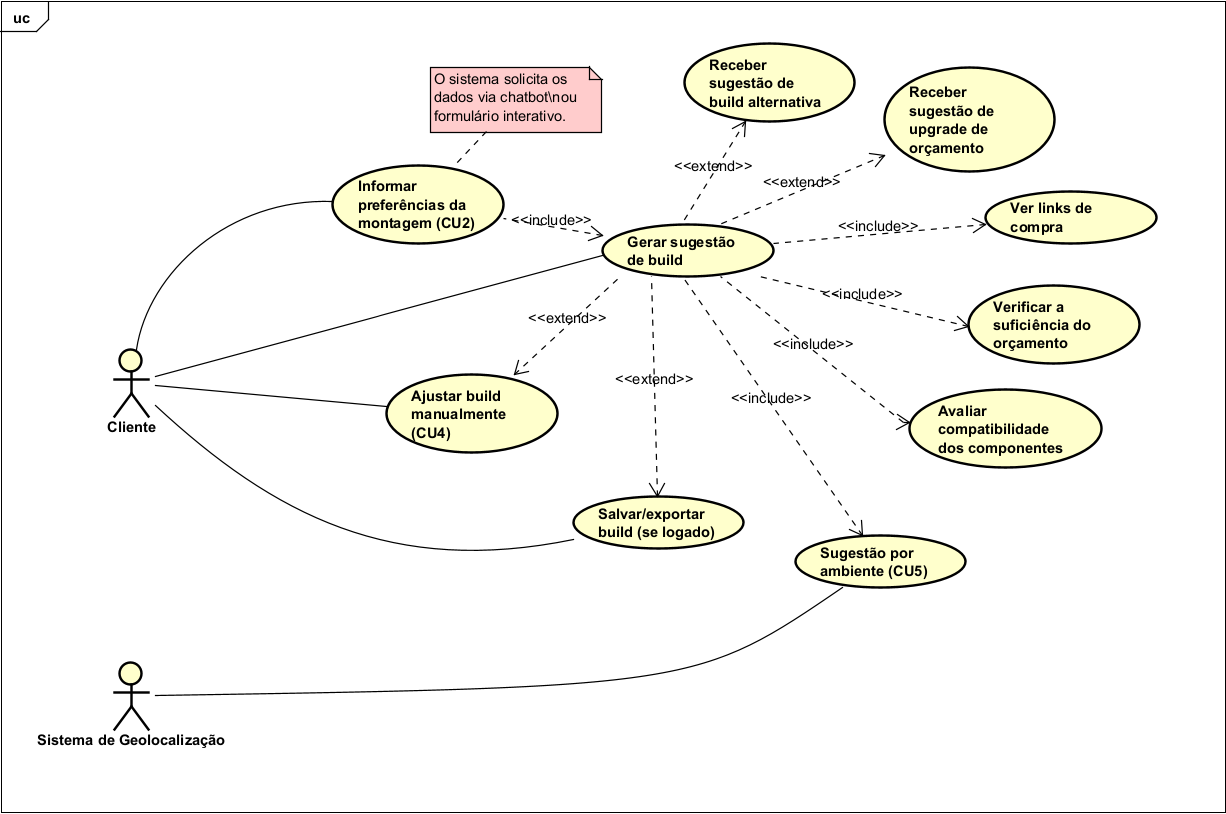 uc
O sistema solicita os
dados via chatbot\nou
formulário interativo.
Receber
sugestão de
build alternativa
Receber
sugestão de
upgrade de
orçamento
<<extend>>
<<extend>>
Informar
preferências da
montagem (CU2)
<<include>>
Ver links de
compra
<<include>>
Gerar sugestão
de build
<<include>>
Verificar a
suficiência do
orçamento
<<extend>>
<<include>>
<<extend>>
<<include>>
Ajustar build
manualmente
(CU4)
Avaliar
compatibilidade
dos componentes
Cliente
Salvar/exportar
build (se logado)
Sugestão por
ambiente (CU5)
Sistema de Geolocalização